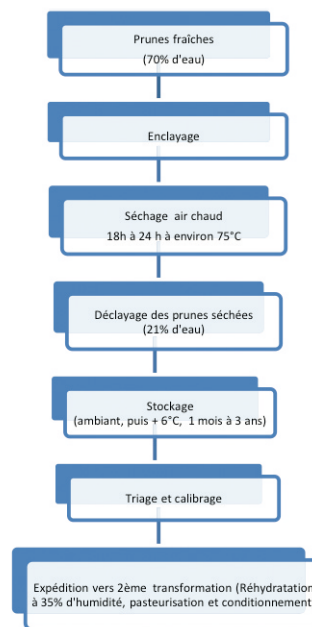 Prunes fraîches
(70% d'eau)
Enclayage
Séchage air chaud
18h à 24 h à environ 75°C
Déclayage des prunes séchées
(21% d'eau)
Stockage
(ambiant, puis + 6°C, 1 mois à 3 ans)
Triage et calibrage
Expédition vers 2ème transformation (Réhydratation
à 35% d'humidité, pasteurisation et conditionnement